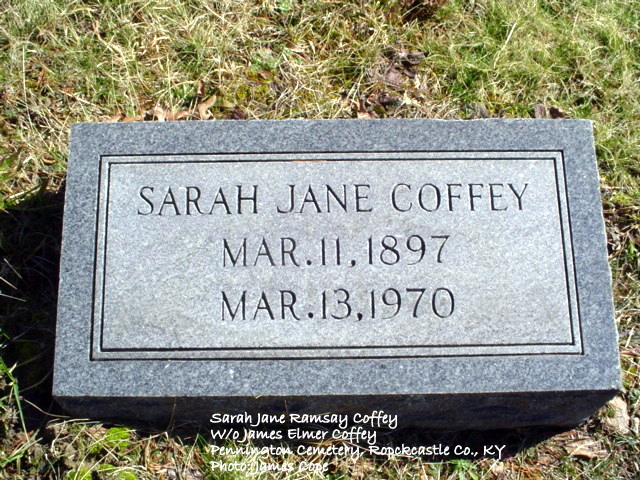 SARAH JANE COFFEY
MAR. 11, 1897
MAR. 13, 1970
Sarah Jane Ramsay Coffey
W/o James Elmer Coffey
Pennington Cemetery, Ropckcastle Co., KY
Photo: James Cope